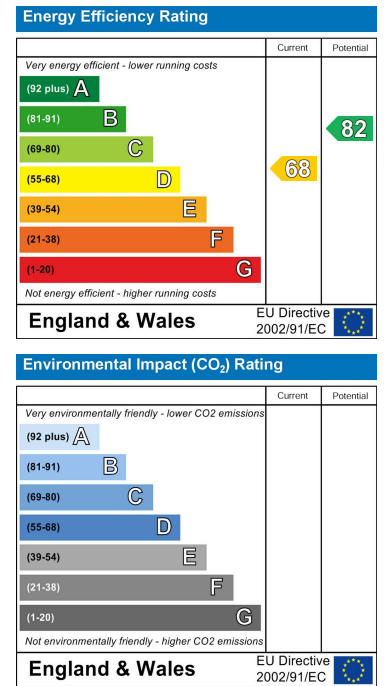 Energy Efficiency Rating
Current Potential
Very energy efficient - lower running costs
(92 plus) A
(81-91) B
82
(69-80) C
68
(55-68) D
(39-54) E
(21-38) F
(1-20) G
Not energy efficient - higher running costs
England & Wales
EU Directive
2002/91/EC
Environmental Impact (CO₂) Rating
Current Potential
Very environmentally friendly - lower CO2 emissions
(92 plus) A
(81-91) B
(69-80) C
(55-68) D
(39-54) E
(21-38) F
(1-20) G
Not environmentally friendly - higher CO2 emissions
England & Wales
EU Directive
2002/91/EC